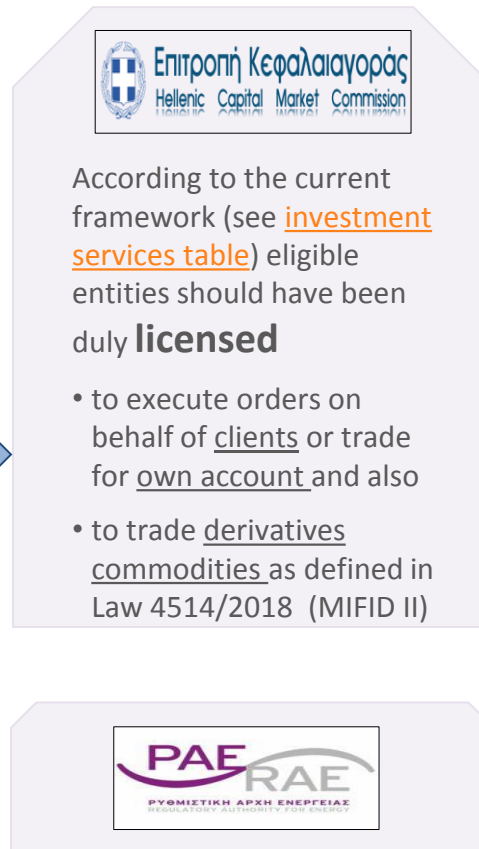 Επιτροπή Κεφαλαιαγοράς
Hellenic Capital Market Commission
According to the current
framework (see investment
services table) eligible
entities should have been
duly licensed
• to execute orders on
behalf of clients or trade
for own account and also
• to trade derivatives
commodities as defined in
Law 4514/2018 (MIFID II)
ΡΑΕ
RAE
ΡΥΘΜΙΣΤΙΚΗ ΑΡΧΗ ΕΝΕΡΓΕΙΑΣ
REGULATORY AUTHORITY FOR ENERGY